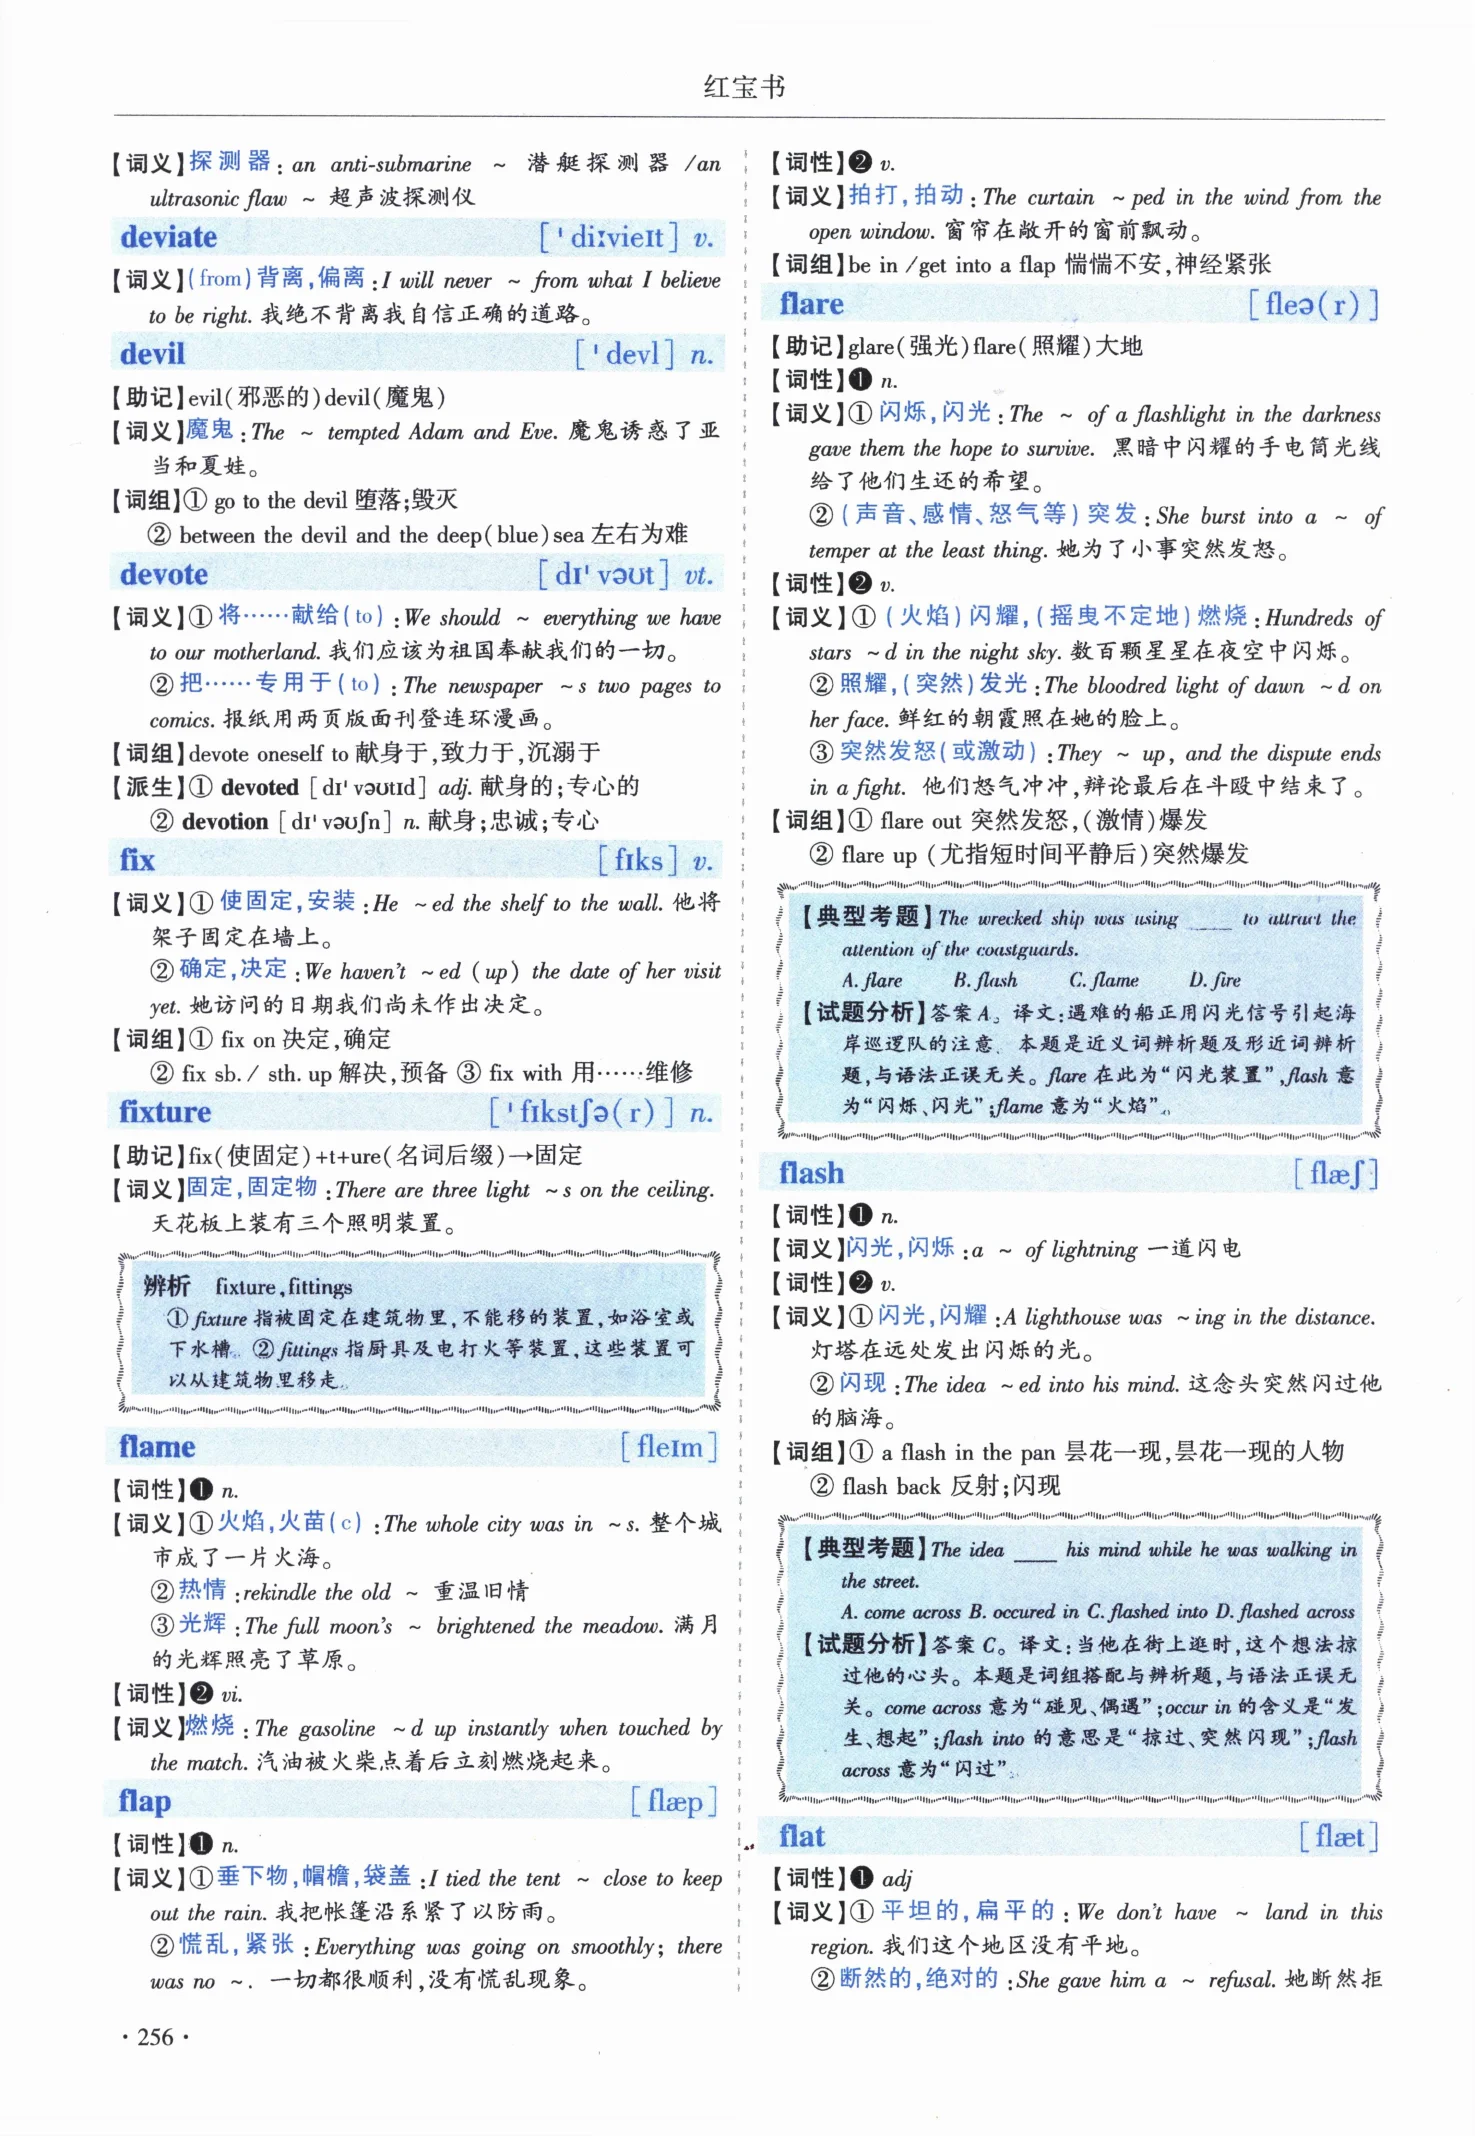 红宝书
【词义】探测器: an anti-submarine ~ 潜艇探测器 /an
ultrasonic flaw ~ 超声波探测仪
deviate [ˈdiːvieɪt] v.
【词义】(from)背离,偏离:I will never ~ from what I believe
to be right. 我绝不背离我自信正确的道路。
devil [ˈdevl] n.
【助记】evil(邪恶的)devil(魔鬼)
【词义】魔鬼:The ~ tempted Adam and Eve. 魔鬼诱惑了亚
当和夏娃。
【词组】① go to the devil 堕落;毁灭
② between the devil and the deep(blue)sea 左右为难
devote [dɪˈvəʊt] vt.
【词义】①将……献给(to):We should ~ everything we have
to our motherland. 我们应该为祖国奉献我们的一切。
②把……专用于(to):The newspaper ~s two pages to
comics. 报纸用两页版面刊登连环漫画。
【词组】devote oneself to 献身于,致力于,沉溺于
【派生】① devoted [dɪˈvəʊtɪd] adj. 献身的;专心的
② devotion [dɪˈvəʊʃn] n. 献身;忠诚;专心
fix [fɪks] v.
【词义】①使固定,安装:He ~ed the shelf to the wall. 他将
架子固定在墙上。
②确定,决定:We haven't ~ed (up) the date of her visit
yet. 她访问的日期我们尚未作出决定。
【词组】① fix on 决定,确定
② fix sb. / sth. up 解决,预备 ③ fix with 用……维修
fixture [ˈfɪkstʃə(r)] n.
【助记】fix(使固定)+t+ure(名词后缀)→固定
【词义】固定,固定物:There are three light ~s on the ceiling.
天花板上装有三个照明装置。
辨析 fixture,fittings
①fixture 指被固定在建筑物里,不能移的装置,如浴室或
下水槽。②fittings 指厨具及电打火等装置,这些装置可
以从建筑物里移走。
flame [fleɪm]
【词性】❶ n.
【词义】①火焰,火苗(c):The whole city was in ~s. 整个城
市成了一片火海。
②热情:rekindle the old ~ 重温旧情
③光辉:The full moon's ~ brightened the meadow. 满月
的光辉照亮了草原。
【词性】❷ vi.
【词义】燃烧:The gasoline ~d up instantly when touched by
the match. 汽油被火柴点着后立刻燃烧起来。
flap [flæp]
【词性】❶ n.
【词义】①垂下物,帽檐,袋盖:I tied the tent ~ close to keep
out the rain. 我把帐篷沿系紧了以防雨。
②慌乱,紧张:Everything was going on smoothly; there
was no ~. 一切都很顺利,没有慌乱现象。
【词性】❷ v.
【词义】拍打,拍动:The curtain ~ped in the wind from the
open window. 窗帘在敞开的窗前飘动。
【词组】be in /get into a flap 惴惴不安,神经紧张
flare [fleə(r)]
【助记】glare(强光)flare(照耀)大地
【词性】❶ n.
【词义】①闪烁,闪光:The ~ of a flashlight in the darkness
gave them the hope to survive. 黑暗中闪耀的手电筒光线
给了他们生还的希望。
②(声音、感情、怒气等)突发:She burst into a ~ of
temper at the least thing. 她为了小事突然发怒。
【词性】❷ v.
【词义】①(火焰)闪耀,(摇曳不定地)燃烧:Hundreds of
stars ~d in the night sky. 数百颗星星在夜空中闪烁。
②照耀,(突然)发光:The bloodred light of dawn ~d on
her face. 鲜红的朝霞照在她的脸上。
③突然发怒(或激动):They ~ up, and the dispute ends
in a fight. 他们怒气冲冲,辩论最后在斗殴中结束了。
【词组】① flare out 突然发怒,(激情)爆发
② flare up (尤指短时间平静后)突然爆发
【典型考题】The wrecked ship was using ____ to attract the
attention of the coastguards.
A. flare B. flash C. flame D. fire
【试题分析】答案A。译文:遇难的船正用闪光信号引起海
岸巡逻队的注意。本题是近义词辨析题及形近词辨析
题,与语法正误无关。flare 在此为“闪光装置”,flash 意
为“闪烁、闪光”;flame 意为“火焰”。
flash [flæʃ]
【词性】❶ n.
【词义】闪光,闪烁:a ~ of lightning 一道闪电
【词性】❷ v.
【词义】①闪光,闪耀:A lighthouse was ~ing in the distance.
灯塔在远处发出闪烁的光。
②闪现:The idea ~ed into his mind. 这念头突然闪过他
的脑海。
【词组】① a flash in the pan 昙花一现,昙花一现的人物
② flash back 反射;闪现
【典型考题】The idea ____ his mind while he was walking in
the street.
A. come across B. occured in C. flashed into D. flashed across
【试题分析】答案C。译文:当他在街上逛时,这个想法掠
过他的心头。本题是词组搭配与辨析题,与语法正误无
关。come across 意为“碰见、偶遇”;occur in 的含义是“发
生、想起”;flash into 的意思是“掠过、突然闪现”;flash
across 意为“闪过”。
flat [flæt]
【词性】❶ adj
【词义】①平坦的,扁平的:We don't have ~ land in this
region. 我们这个地区没有平地。
②断然的,绝对的:She gave him a ~ refusal. 她断然拒
·256·